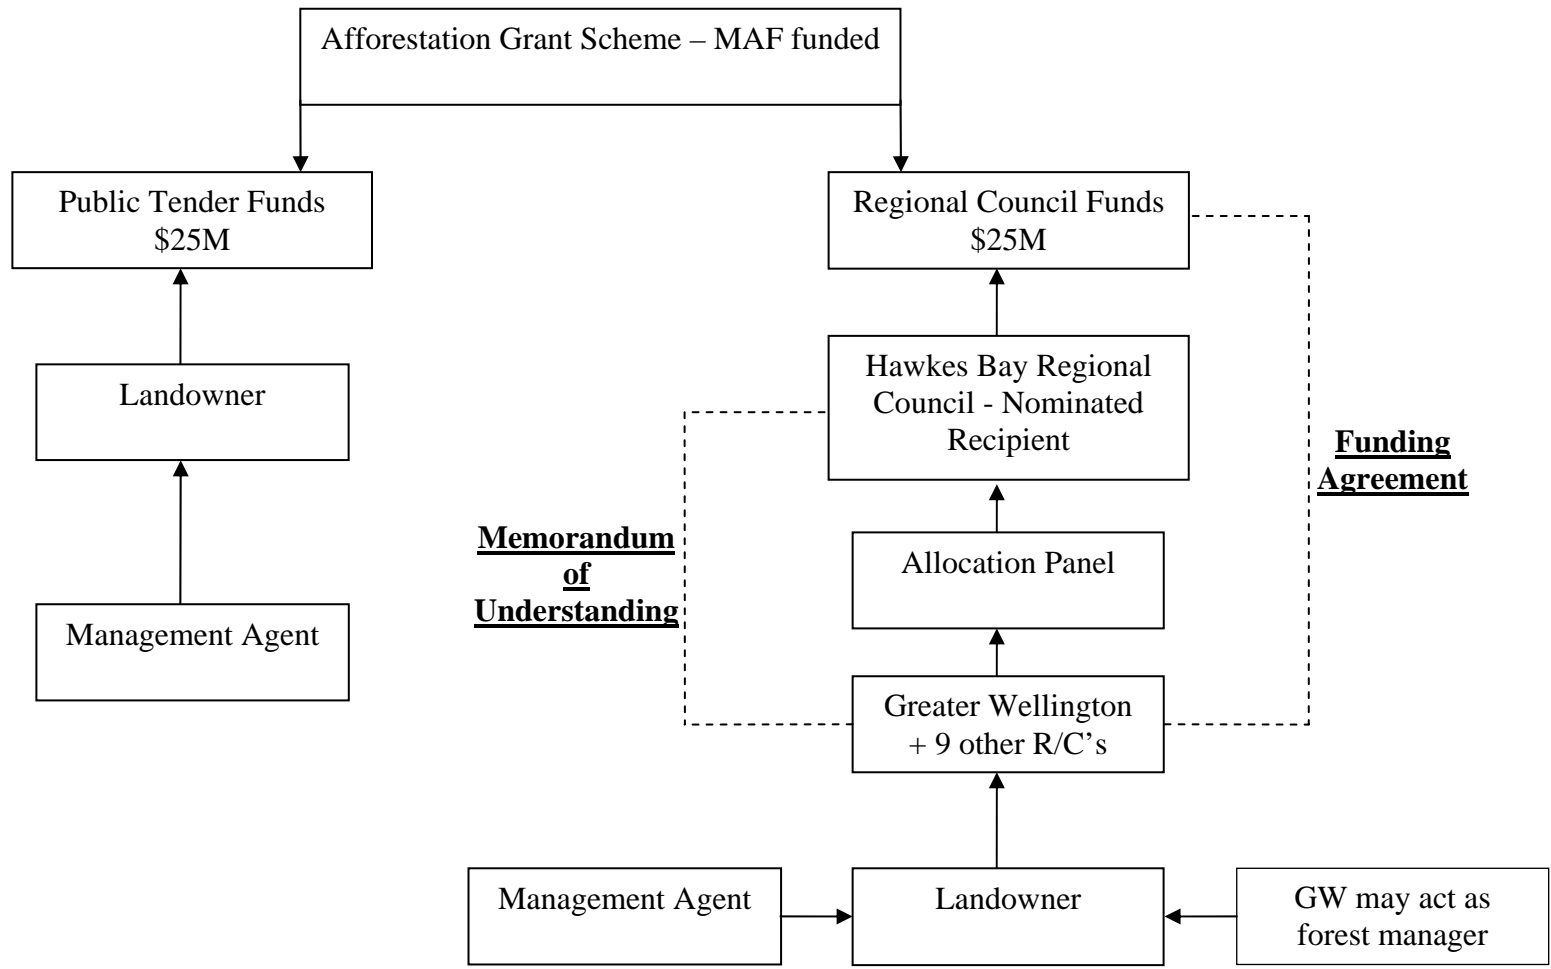 Afforestation Grant Scheme – MAF funded
Public Tender Funds
$25M
Regional Council Funds
$25M
Landowner
Hawkes Bay Regional
Council - Nominated
Recipient
Funding
Agreement
Memorandum
of
Understanding
Allocation Panel
Management Agent
Greater Wellington
+ 9 other R/C’s
Management Agent
Landowner
GW may act as
forest manager